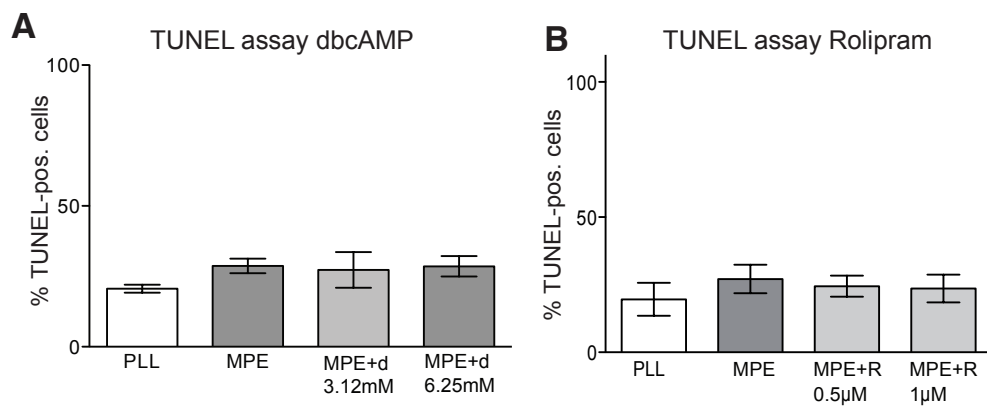 A
TUNEL assay dbcAMP
% TUNEL-pos. cells
100
50
0
PLL
MPE
MPE+d
3.12mM
MPE+d
6.25mM
B
TUNEL assay Rolipram
% TUNEL-pos. cells
100
50
0
PLL
MPE
MPE+R
0.5µM
MPE+R
1µM